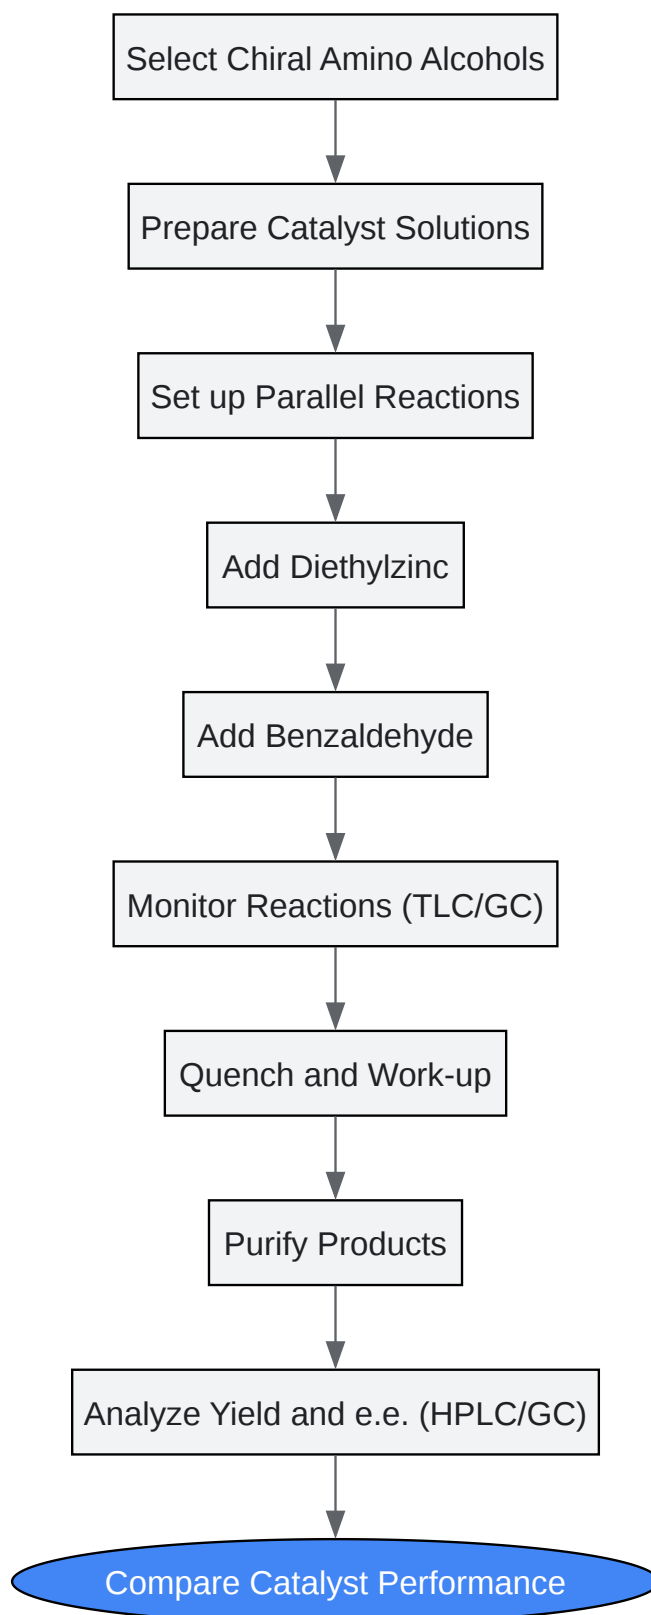 Select Chiral Amino Alcohols
Prepare Catalyst Solutions
Set up Parallel Reactions
Add Diethylzinc
Add Benzaldehyde
Monitor Reactions (TLC/GC)
Quench and Work-up
Purify Products
Analyze Yield and e.e. (HPLC/GC)
Compare Catalyst Performance